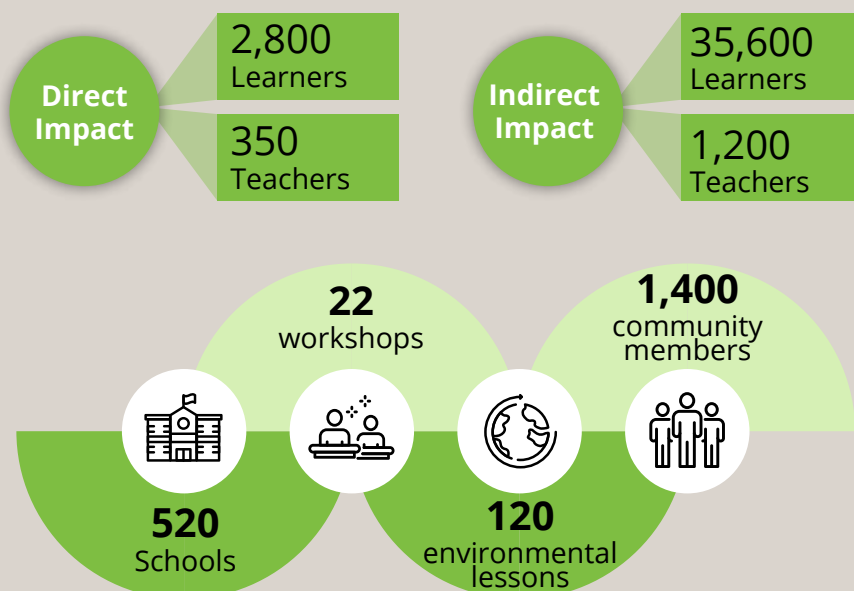 Direct
Impact
2,800
Learners
350
Teachers
Indirect
Impact
35,600
Learners
1,200
Teachers
22
workshops
1,400
community
members
520
Schools
120
environmental
lessons